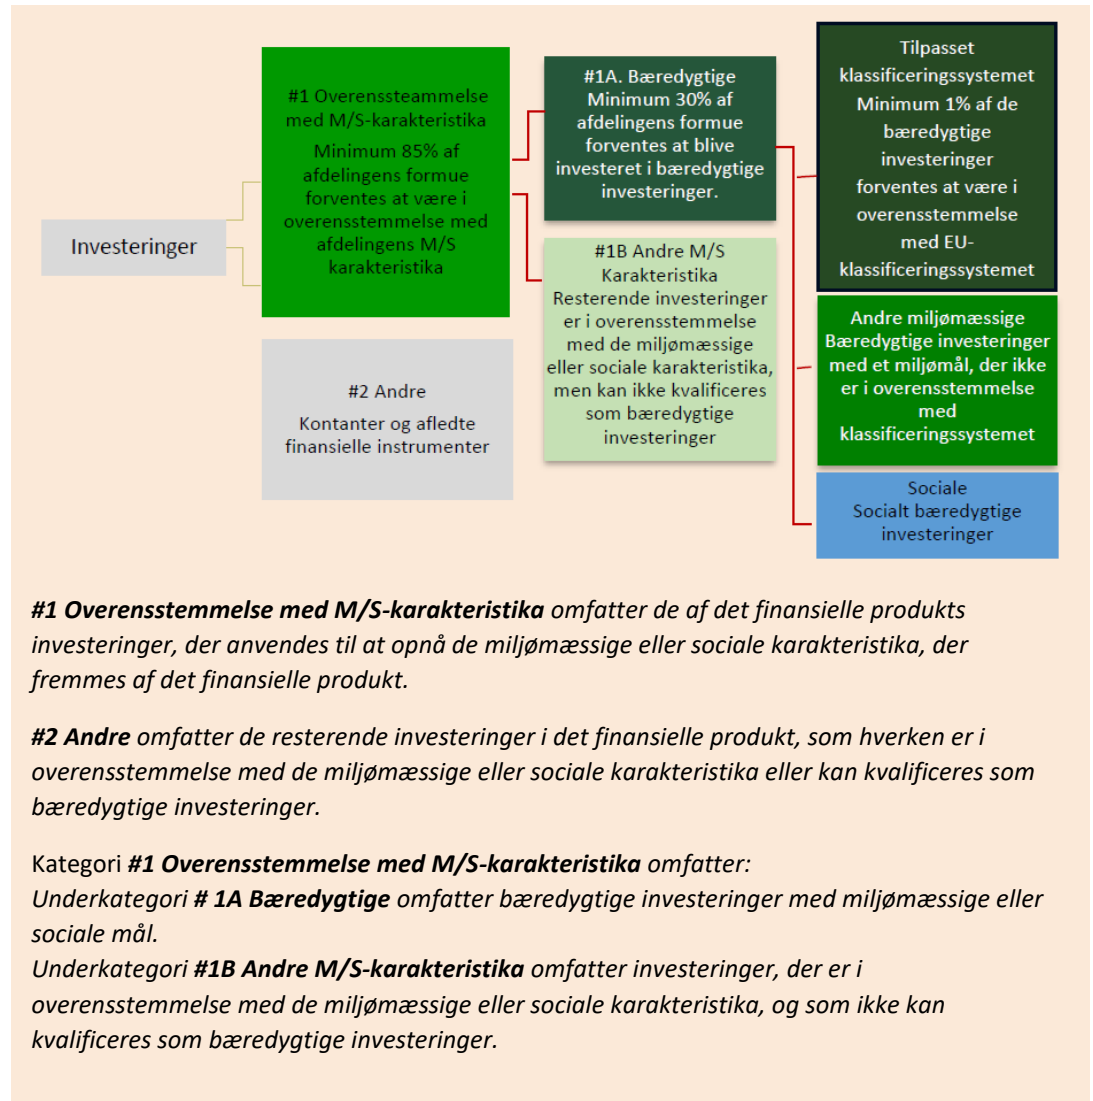 Investeringer
#1 Overenssteammelse
med M/S-karakteristika
Minimum 85% af
afdelingens formue
forventes at være i
overensstemmelse med
afdelingens M/S
karakteristika
#2 Andre
Kontanter og afledte
finansielle instrumenter
#1A. Bæredygtige
Minimum 30% af
afdelingens formue
forventes at blive
investeret i bæredygtige
investeringer.
#1B Andre M/S
Karakteristika
Resterende investeringer
er i overensstemmelse
med de miljømæssige
eller sociale karakteristika,
men kan ikke kvalificeres
som bæredygtige
investeringer
Tilpasset
klassificeringssystemet
Minimum 1% af de
bæredygtige
investeringer
forventes at være i
overensstemmelse
med EU-
klassificeringssystemet
Andre miljømæssige
Bæredygtige investeringer
med et miljømål, der ikke
er i overensstemmelse
med
klassificeringssystemet
Sociale
Socialt bæredygtige
investeringer
#1 Overensstemmelse med M/S-karakteristika omfatter de af det finansielle produkts
investeringer, der anvendes til at opnå de miljømæssige eller sociale karakteristika, der
fremmes af det finansielle produkt.
#2 Andre omfatter de resterende investeringer i det finansielle produkt, som hverken er i
overensstemmelse med de miljømæssige eller sociale karakteristika eller kan kvalificeres som
bæredygtige investeringer.
Kategori #1 Overensstemmelse med M/S-karakteristika omfatter:
Underkategori # 1A Bæredygtige omfatter bæredygtige investeringer med miljømæssige eller
sociale mål.
Underkategori #1B Andre M/S-karakteristika omfatter investeringer, der er i
overensstemmelse med de miljømæssige eller sociale karakteristika, og som ikke kan
kvalificeres som bæredygtige investeringer.